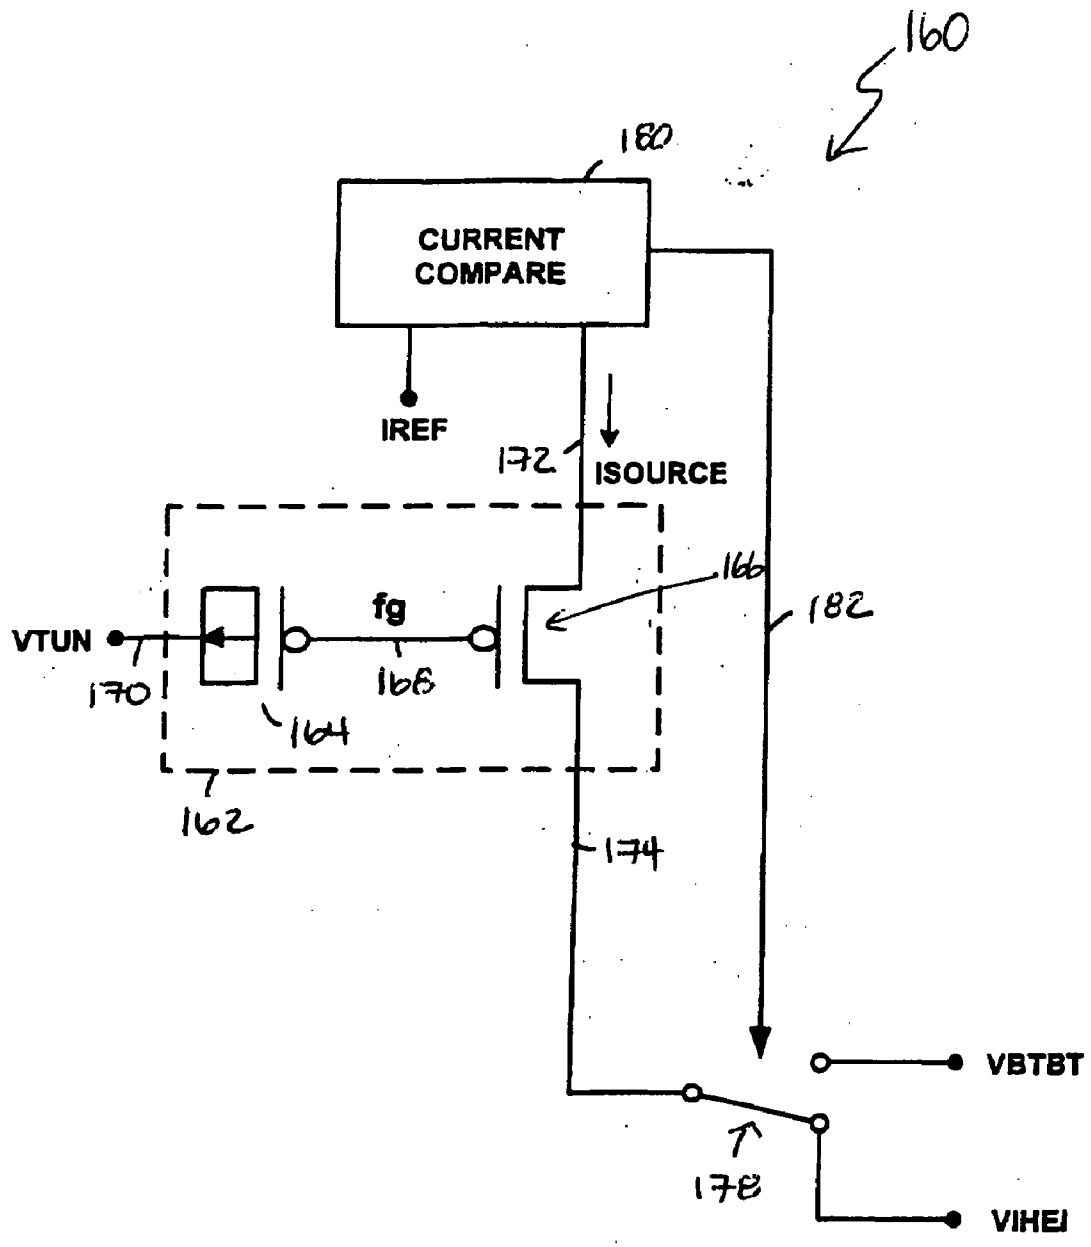 160
180
CURRENT
COMPARE
IREF
172
ISOURCE
fg
166
182
VTUN
170
168
164
162
174
VBTBT
178
VIHEI